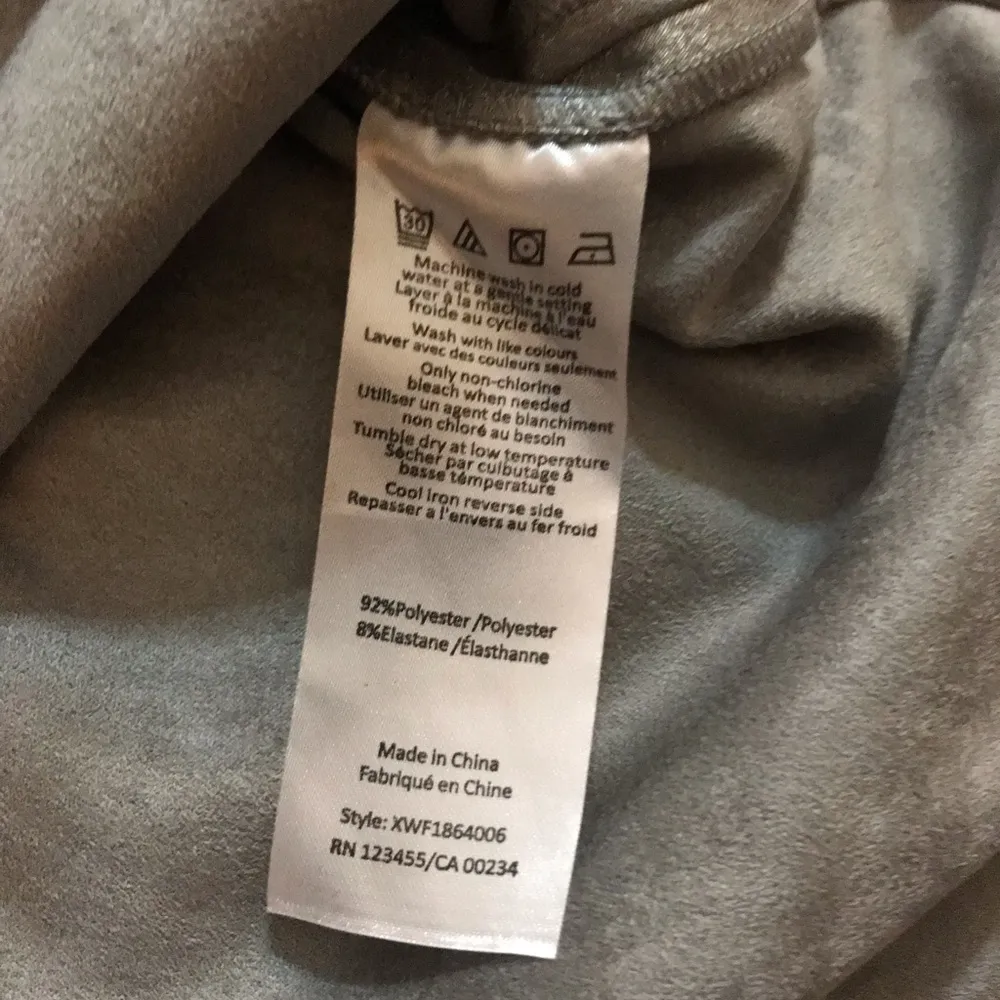 30
Machine wash in cold
water at a gentle setting
Layer à la machine à l'eau
froide au cycle délicat
Wash with like colours
Laver avec des couleurs seulement
Only non-chlorine
bleach when needed
Utiliser un agent de blanchiment
non chloré au besoin
Tumble dry at low temperature
Sécher par culbutage à
basse température
Cool iron reverse side
Repasser a l'envers au fer froid
92%Polyester /Polyester
8%Elastane /Élasthanne
Made in China
Fabriqué en Chine
Style: XWF1864006
RN 123455/CA 00234